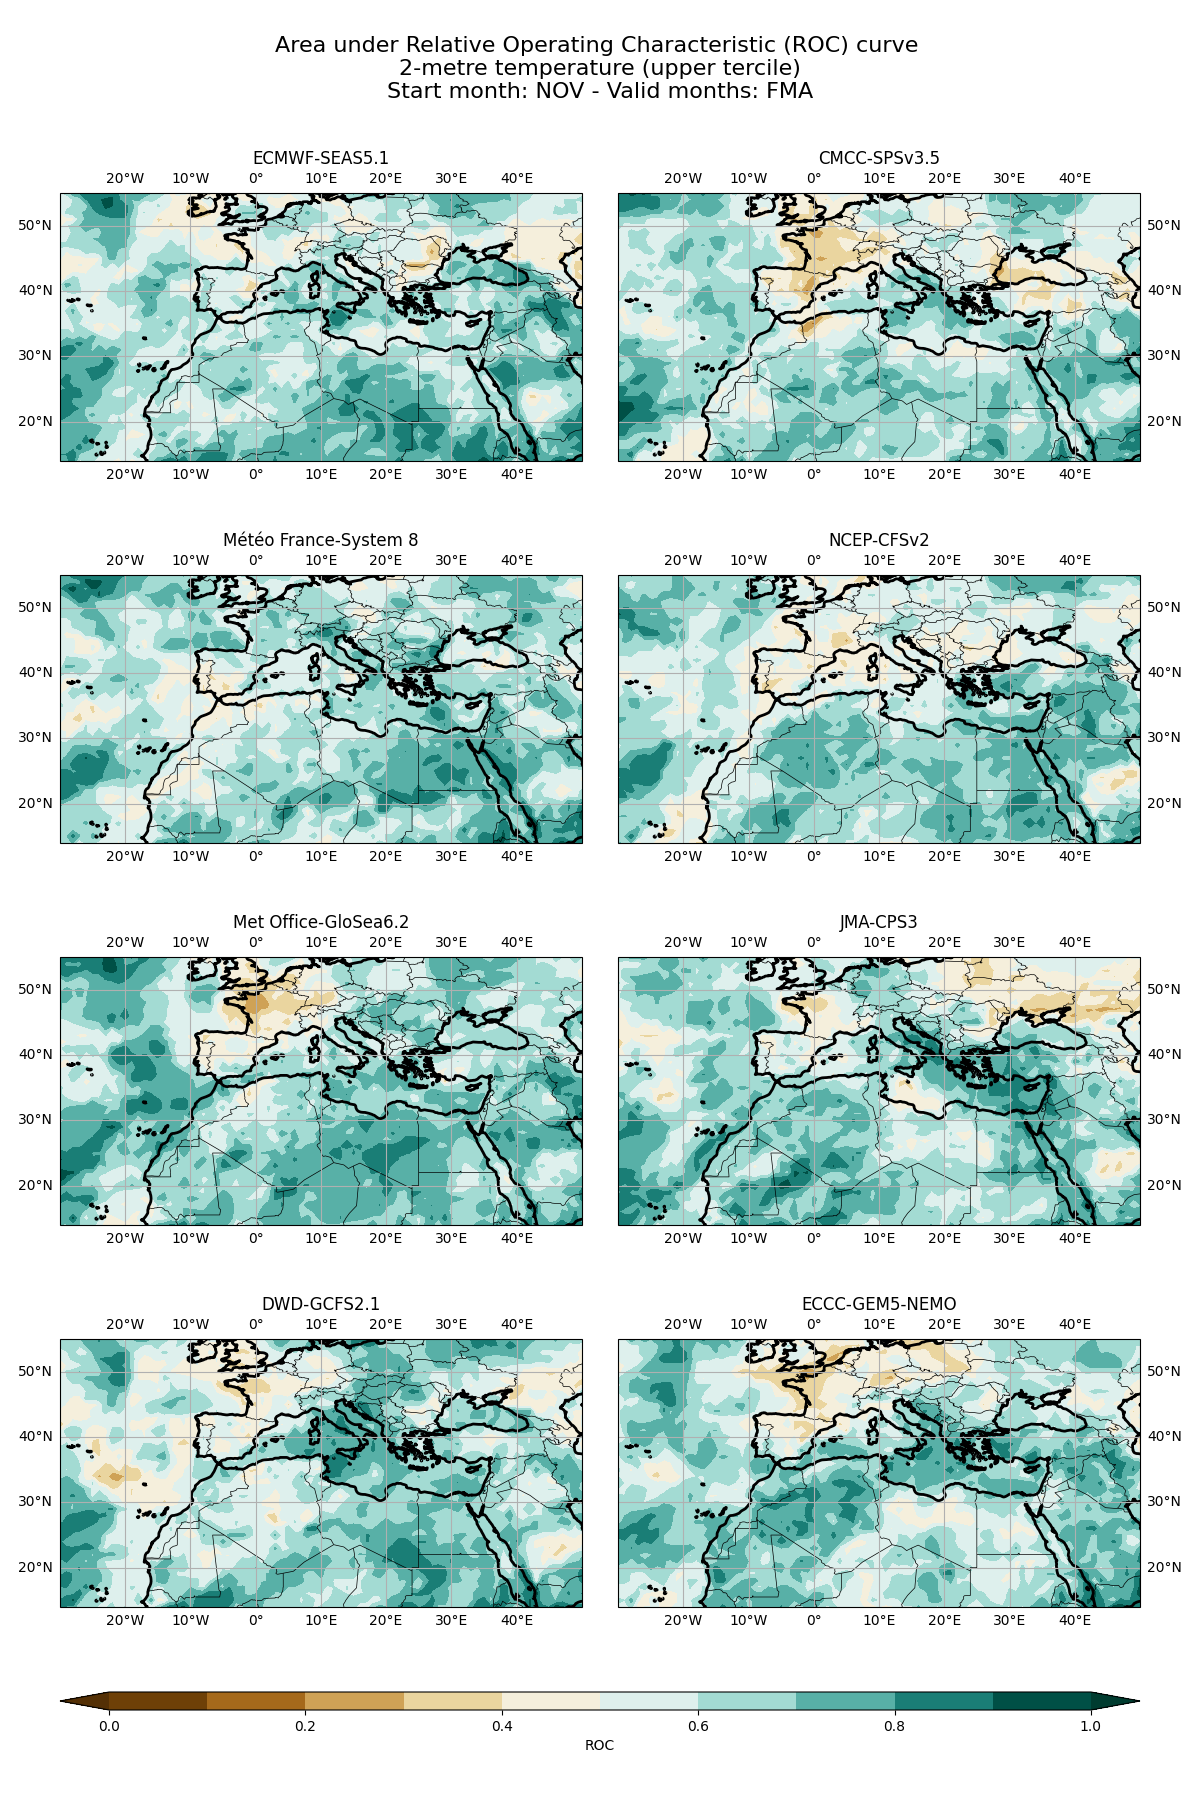 Area under Relative Operating Characteristic (ROC) curve
2-metre temperature (upper tercile)
Start month: NOV - Valid months: FMA
ECMWF-SEAS5.1
20°W 10°W 0° 10°E 20°E 30°E 40°E
50°N
40°N
30°N
20°N
20°W 10°W 0° 10°E 20°E 30°E 40°E
CMCC-SPSv3.5
20°W 10°W 0° 10°E 20°E 30°E 40°E
50°N
40°N
30°N
20°N
20°W 10°W 0° 10°E 20°E 30°E 40°E
Météo France-System 8
20°W 10°W 0° 10°E 20°E 30°E 40°E
50°N
40°N
30°N
20°N
20°W 10°W 0° 10°E 20°E 30°E 40°E
NCEP-CFSv2
20°W 10°W 0° 10°E 20°E 30°E 40°E
50°N
40°N
30°N
20°N
20°W 10°W 0° 10°E 20°E 30°E 40°E
Met Office-GloSea6.2
20°W 10°W 0° 10°E 20°E 30°E 40°E
50°N
40°N
30°N
20°N
20°W 10°W 0° 10°E 20°E 30°E 40°E
JMA-CPS3
20°W 10°W 0° 10°E 20°E 30°E 40°E
50°N
40°N
30°N
20°N
20°W 10°W 0° 10°E 20°E 30°E 40°E
DWD-GCFS2.1
20°W 10°W 0° 10°E 20°E 30°E 40°E
50°N
40°N
30°N
20°N
20°W 10°W 0° 10°E 20°E 30°E 40°E
ECCC-GEM5-NEMO
20°W 10°W 0° 10°E 20°E 30°E 40°E
50°N
40°N
30°N
20°N
20°W 10°W 0° 10°E 20°E 30°E 40°E
0.0 0.2 0.4 0.6 0.8 1.0
ROC